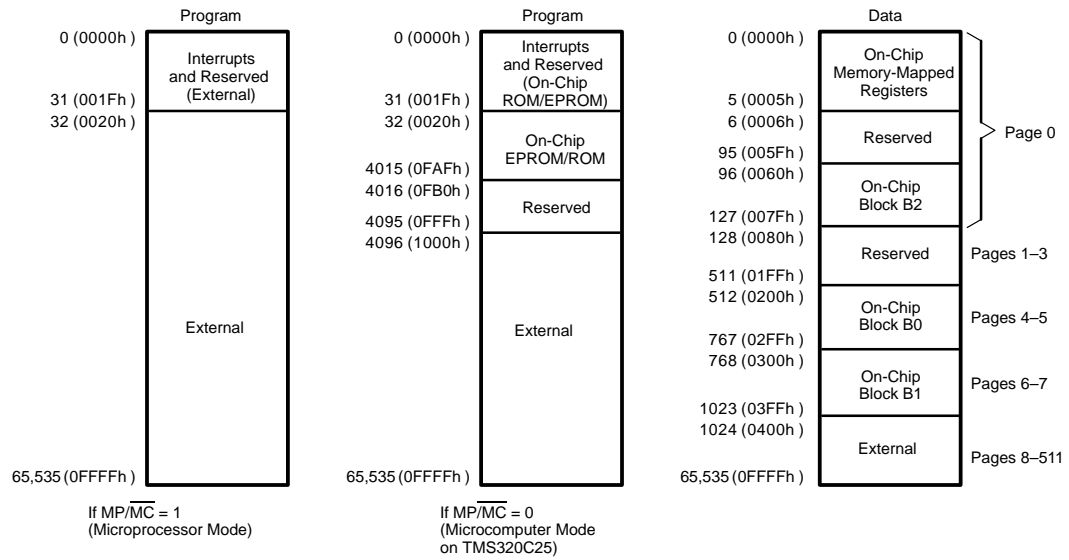 Program
0 (0000h)
Interrupts
and Reserved
(External)
31 (001Fh)
32 (0020h)
External
65,535 (0FFFFh)
If MP/MC = 1
(Microprocessor Mode)
Program
0 (0000h)
Interrupts
and Reserved
(On-Chip
ROM/EPROM)
31 (001Fh)
32 (0020h)
On-Chip
EPROM/ROM
4015 (0FAFh)
4016 (0FB0h)
Reserved
4095 (0FFFh)
4096 (1000h)
External
65,535 (0FFFFh)
If MP/MC = 0
(Microcomputer Mode
on TMS320C25)
Data
0 (0000h)
On-Chip
Memory-Mapped
Registers
5 (0005h)
6 (0006h)
Reserved
95 (005Fh)
96 (0060h)
On-Chip
Block B2
127 (007Fh)
Page 0
128 (0080h)
Reserved
Pages 1–3
511 (01FFh)
512 (0200h)
On-Chip
Block B0
Pages 4–5
767 (02FFh)
768 (0300h)
On-Chip
Block B1
Pages 6–7
1023 (03FFh)
1024 (0400h)
External
Pages 8–511
65,535 (0FFFFh)